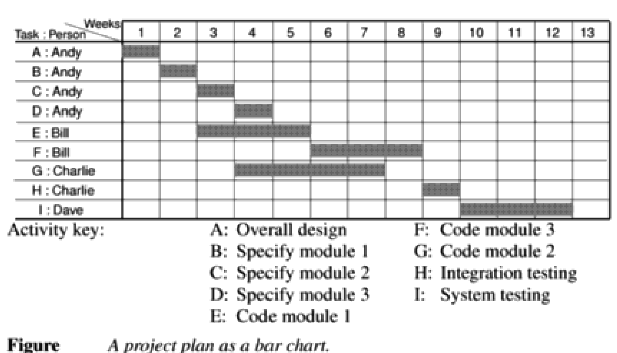 Weeks
Task : Person 1 2 3 4 5 6 7 8 9 10 11 12 13
A : Andy
B : Andy
C : Andy
D : Andy
E : Bill
F : Bill
G : Charlie
H : Charlie
I : Dave
Activity key: A: Overall design F: Code module 3
B: Specify module 1 G: Code module 2
C: Specify module 2 H: Integration testing
D: Specify module 3 I: System testing
E: Code module 1
Figure A project plan as a bar chart.